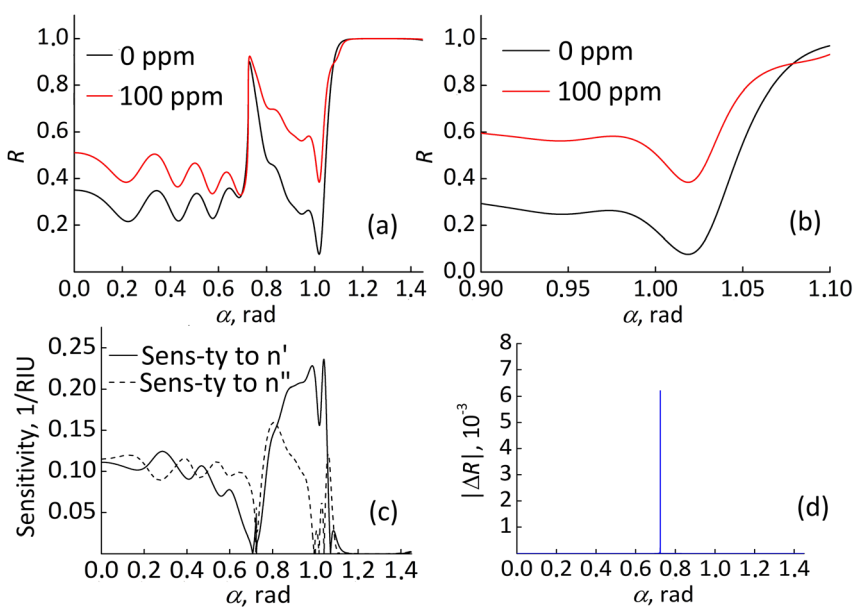 1.0
0.8
0.6
0.4
0.2
R
0 ppm
100 ppm
(a)
0.0 0.2 0.4 0.6 0.8 1.0 1.2 1.4
α, rad
1.0
0.8
0.6
0.4
0.2
0.0
R
0 ppm
100 ppm
(b)
0.90 0.95 1.00 1.05 1.10
α, rad
0.25
0.20
0.15
0.10
0.05
Sensitivity, 1/RIU
Sens-ty to n'
Sens-ty to n"
(c)
0.0 0.2 0.4 0.6 0.8 1.0 1.2 1.4
α, rad
8
7
6
5
4
3
2
1
|ΔR|, 10⁻³
(d)
0.0 0.2 0.4 0.6 0.8 1.0 1.2 1.4
α, rad